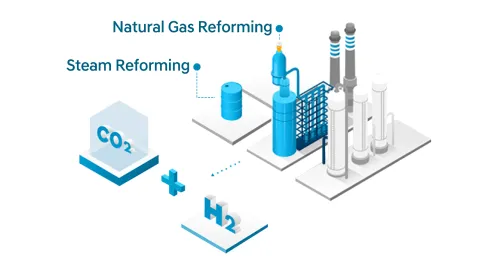 Natural Gas Reforming
Steam Reforming
CO₂
+
H₂